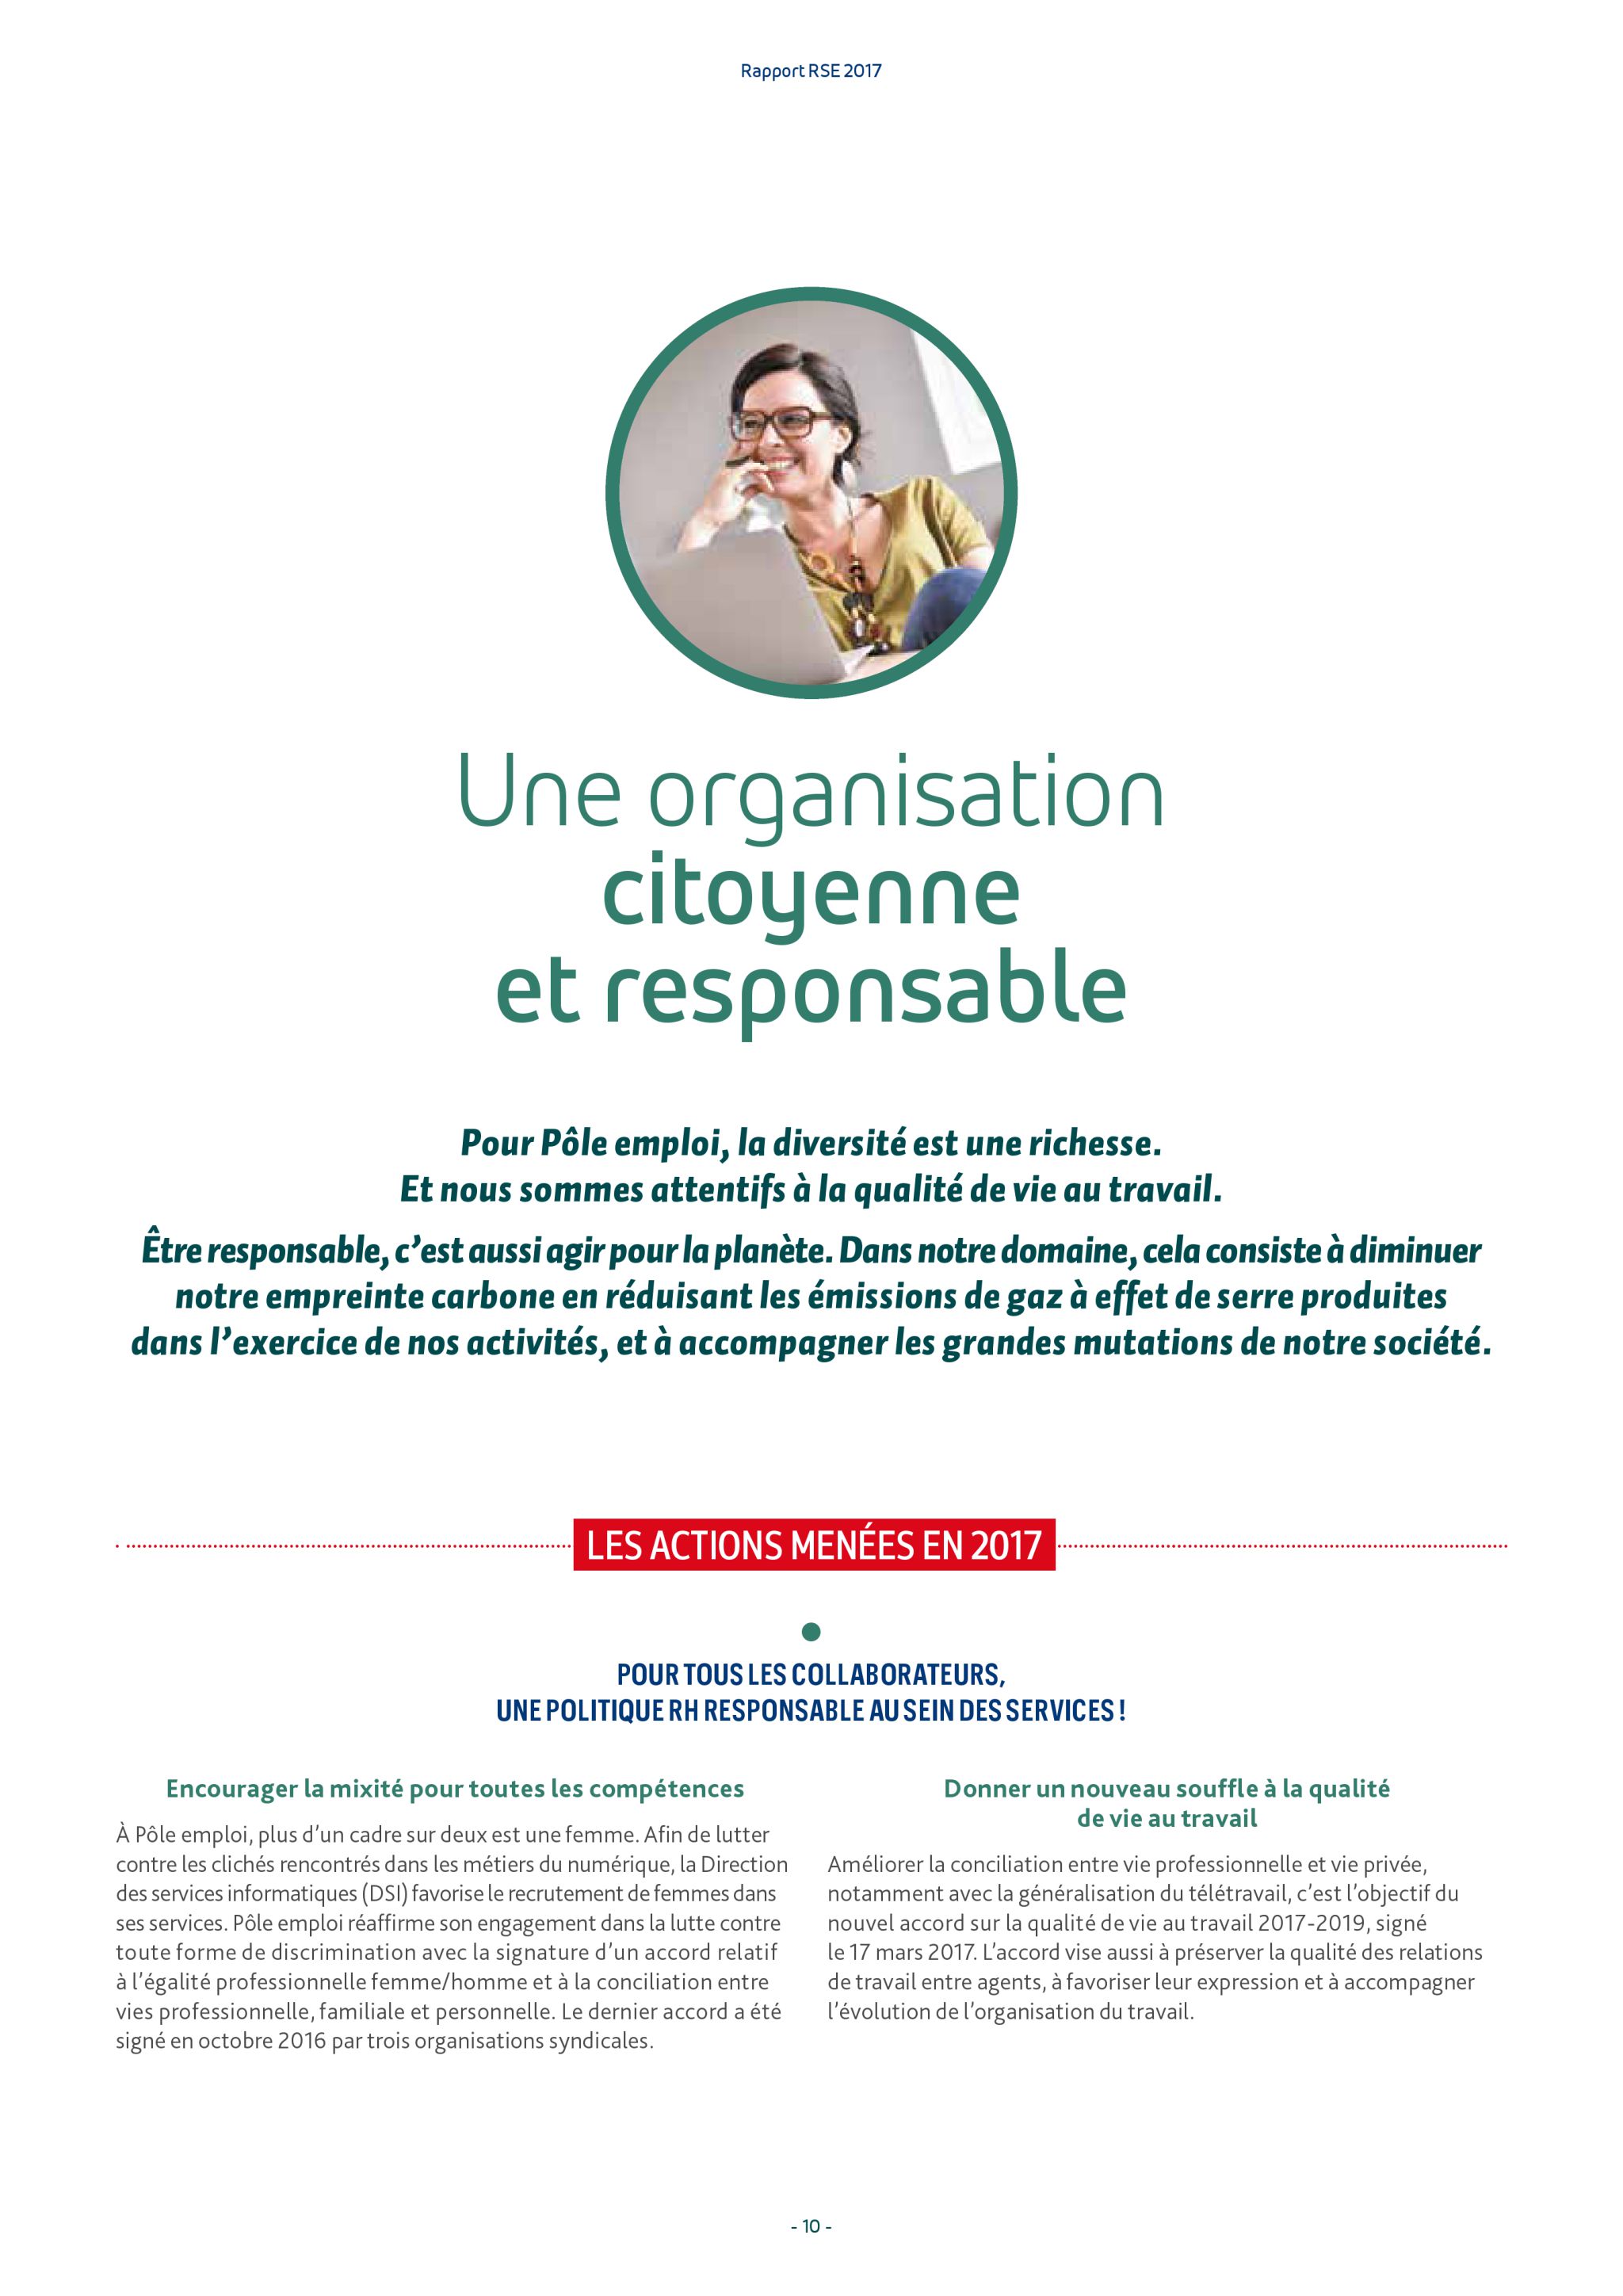 Rapport RSE 2017
Une organisation
citoyenne
et responsable
Pour Pôle emploi, la diversité est une richesse.
Et nous sommes attentifs à la qualité de vie au travail.
Être responsable, c’est aussi agir pour la planète. Dans notre domaine, cela consiste à diminuer
notre empreinte carbone en réduisant les émissions de gaz à effet de serre produites
dans l’exercice de nos activités, et à accompagner les grandes mutations de notre société.
LES ACTIONS MENÉES EN 2017
POUR TOUS LES COLLABORATEURS,
UNE POLITIQUE RH RESPONSABLE AU SEIN DES SERVICES !
Encourager la mixité pour toutes les compétences
À Pôle emploi, plus d’un cadre sur deux est une femme. Afin de lutter
contre les clichés rencontrés dans les métiers du numérique, la Direction
des services informatiques (DSI) favorise le recrutement de femmes dans
ses services. Pôle emploi réaffirme son engagement dans la lutte contre
toute forme de discrimination avec la signature d’un accord relatif
à l’égalité professionnelle femme/homme et à la conciliation entre
vies professionnelle, familiale et personnelle. Le dernier accord a été
signé en octobre 2016 par trois organisations syndicales.
Donner un nouveau souffle à la qualité
de vie au travail
Améliorer la conciliation entre vie professionnelle et vie privée,
notamment avec la généralisation du télétravail, c’est l’objectif du
nouvel accord sur la qualité de vie au travail 2017-2019, signé
le 17 mars 2017. L’accord vise aussi à préserver la qualité des relations
de travail entre agents, à favoriser leur expression et à accompagner
l’évolution de l’organisation du travail.
- 10 -